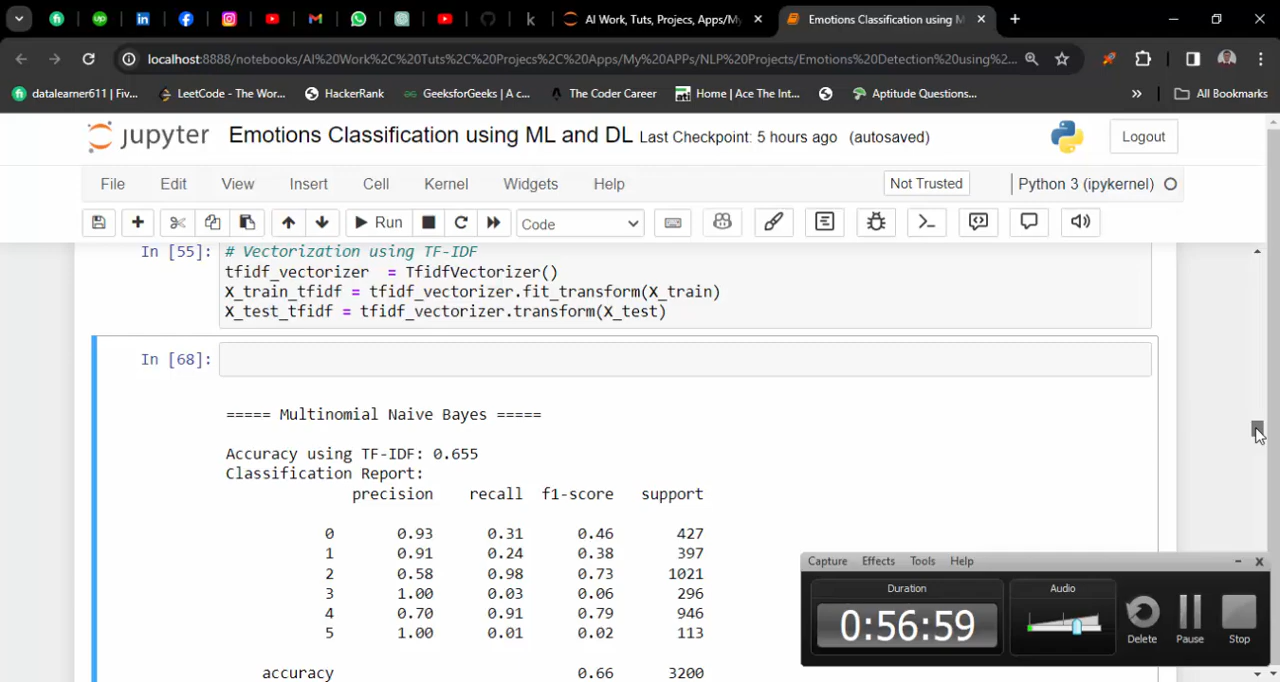 AI Work, Tuts, Projecs, Apps/My
Emotions Classification using M
localhost:8888/notebooks/AI%20Work%2C%20Tuts%2C%20Projecs%2C%20Apps/My%20APPs/NLP%20Projects/Emotions%20Detection%20using%2...
datalearner611 | Fiv...
LeetCode - The Wor...
HackerRank
GeeksforGeeks | A c...
The Coder Career
Home | Ace The Int...
Aptitude Questions...
All Bookmarks
jupyter
Emotions Classification using ML and DL Last Checkpoint: 5 hours ago (autosaved)
Logout
File Edit View Insert Cell Kernel Widgets Help
Not Trusted
Python 3 (ipykernel)
Run
Code
In [55]: # Vectorization using TF-IDF
tfidf_vectorizer = TfidfVectorizer()
X_train_tfidf = tfidf_vectorizer.fit_transform(X_train)
X_test_tfidf = tfidf_vectorizer.transform(X_test)
In [68]:
===== Multinomial Naive Bayes =====
Accuracy using TF-IDF: 0.655
Classification Report:
precision recall f1-score support
0 0.93 0.31 0.46 427
1 0.91 0.24 0.38 397
2 0.58 0.98 0.73 1021
3 1.00 0.03 0.06 296
4 0.70 0.91 0.79 946
5 1.00 0.01 0.02 113
accuracy 0.66 3200
Capture Effects Tools Help
Duration
0:56:59
Audio
Delete
Pause
Stop